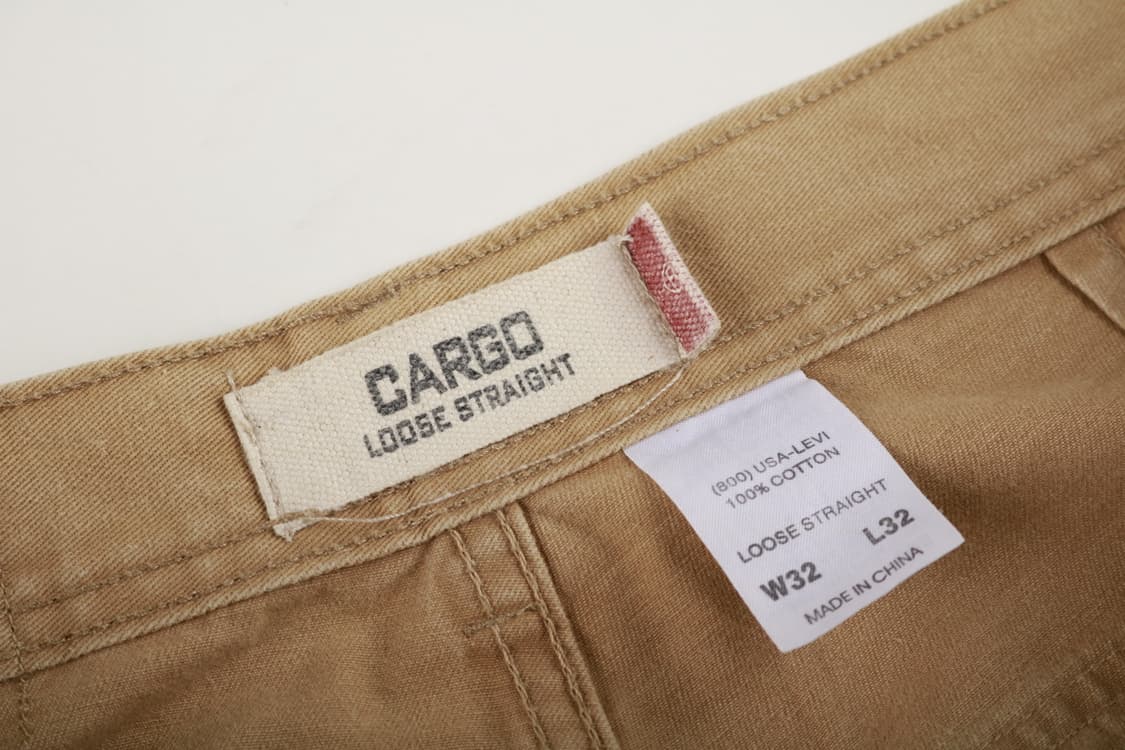 CARGO
LOOSE STRAIGHT
(800) USA-LEVI
100% COTTON
LOOSE STRAIGHT
W32 L32
MADE IN CHINA